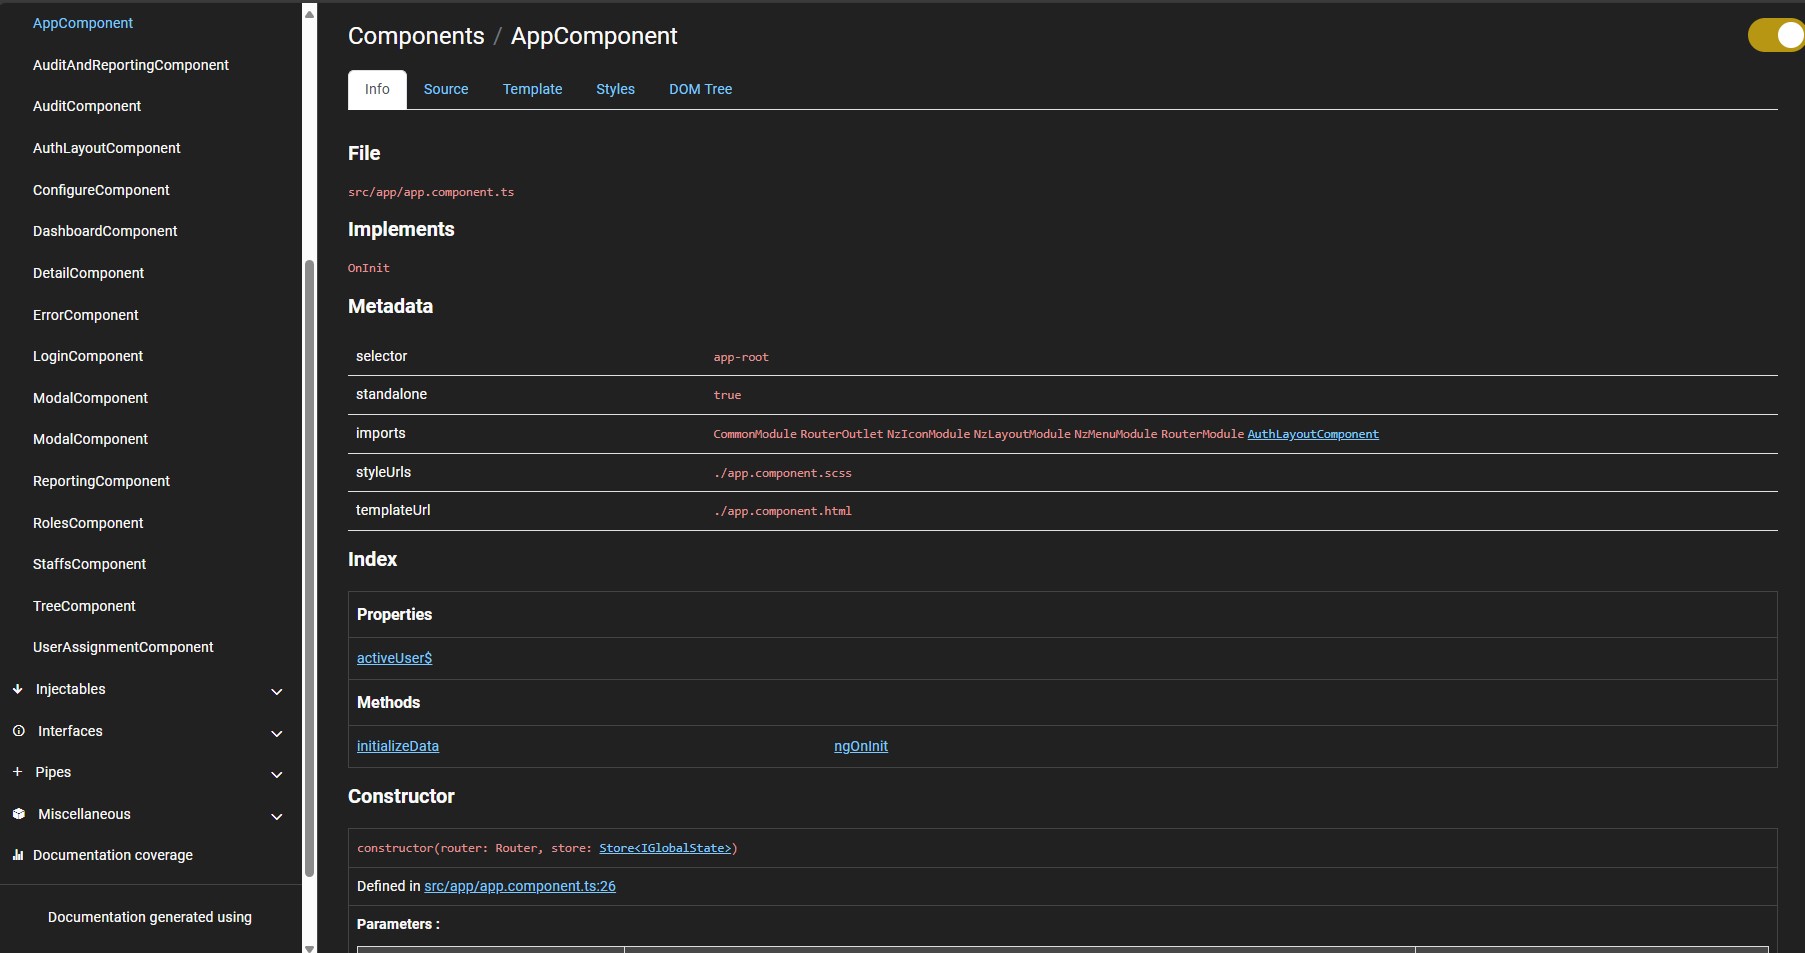 AppComponent
AuditAndReportingComponent
AuditComponent
AuthLayoutComponent
ConfigureComponent
DashboardComponent
DetailComponent
ErrorComponent
LoginComponent
ModalComponent
ModalComponent
ReportingComponent
RolesComponent
StaffsComponent
TreeComponent
UserAssignmentComponent
Injectables
Interfaces
Pipes
Miscellaneous
Documentation coverage
Documentation generated using
Components / AppComponent
Info Source Template Styles DOM Tree
File
src/app/app.component.ts
Implements
OnInit
Metadata
selector app-root
standalone true
imports CommonModule RouterOutlet NzIconModule NzLayoutModule NzMenuModule RouterModule AuthLayoutComponent
styleUrls ./app.component.scss
templateUrl ./app.component.html
Index
Properties
activeUser$
Methods
initializeData ngOnInit
Constructor
constructor(router: Router, store: Store<IGlobalState>)
Defined in src/app/app.component.ts:26
Parameters :